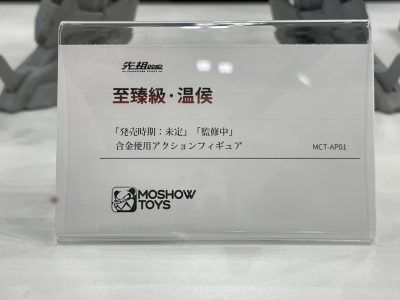 先祖
至臻級·温侯
「発売時期：未定」「監修中」
合金使用アクションフィギュア
MCT-AP01
MOSHOW
TOYS